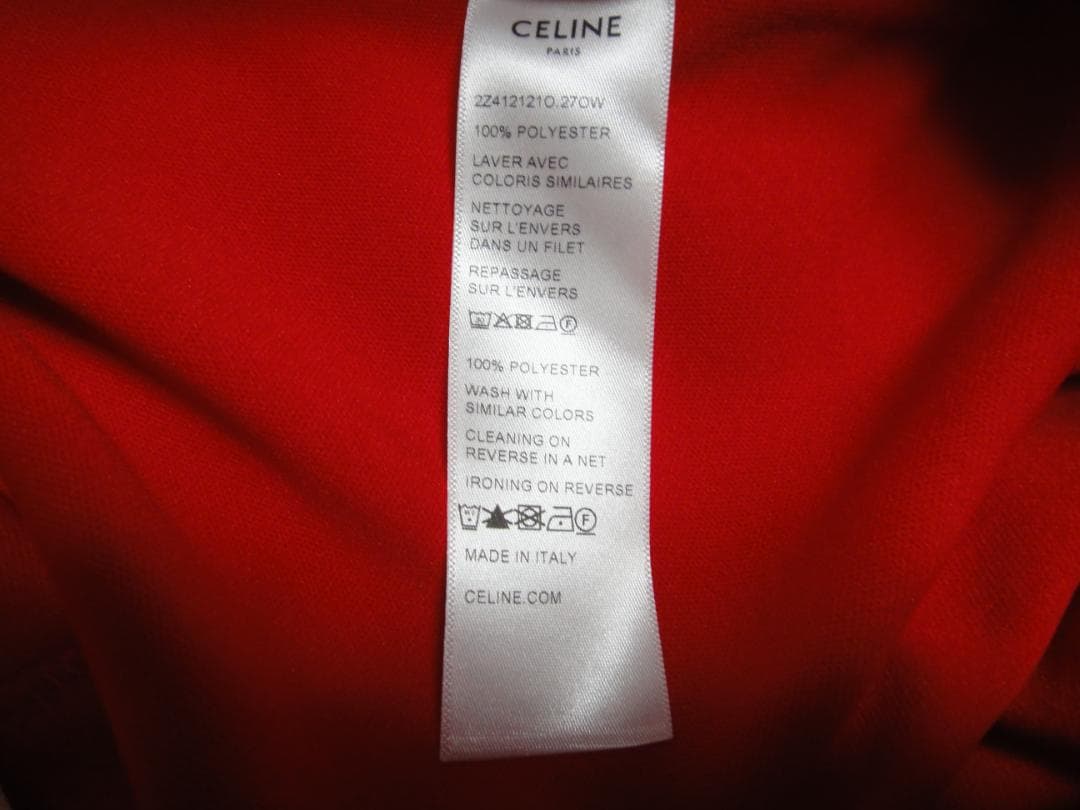 CELINE
PARIS
2Z412121O.27OW
100% POLYESTER
LAVER AVEC
COLORIS SIMILAIRES
NETTOYAGE
SUR L'ENVERS
DANS UN FILET
REPASSAGE
SUR L'ENVERS
F
100% POLYESTER
WASH WITH
SIMILAR COLORS
CLEANING ON
REVERSE IN A NET
IRONING ON REVERSE
F
MADE IN ITALY
CELINE.COM